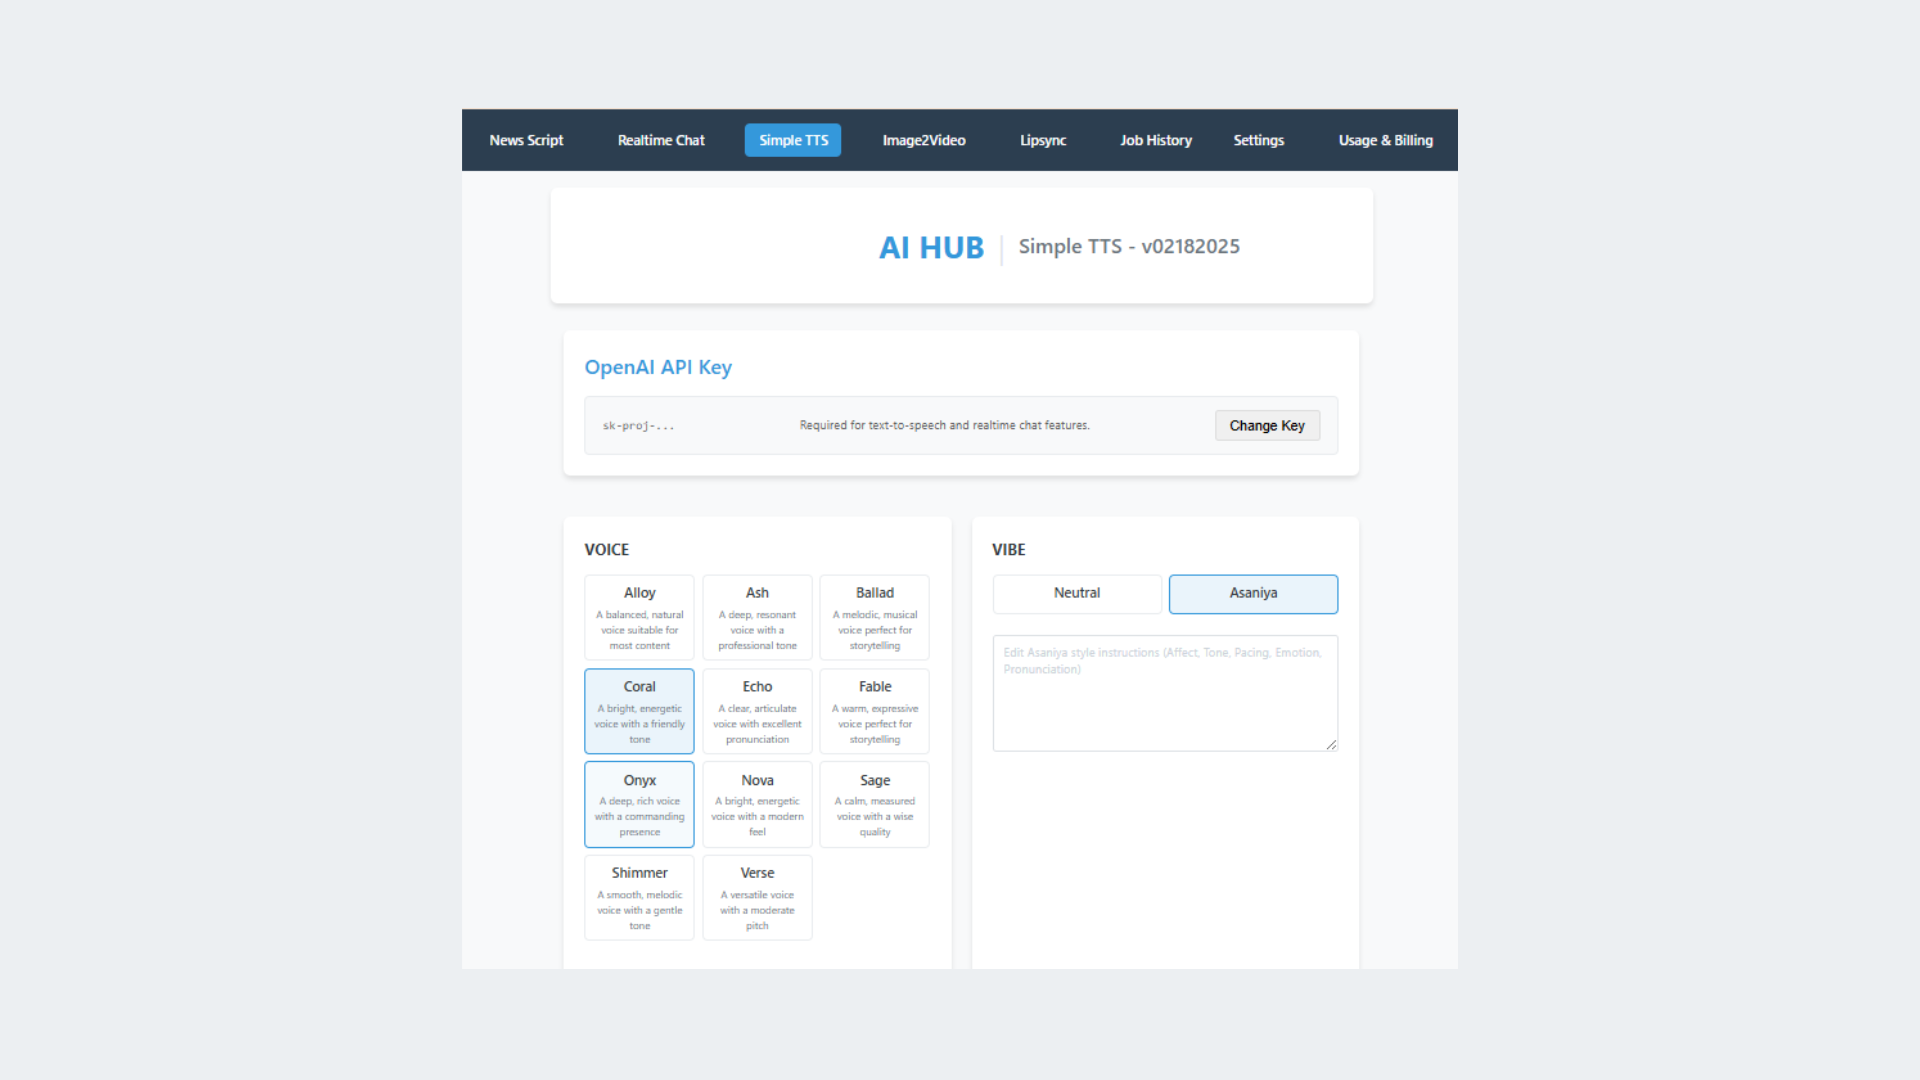 News Script
Realtime Chat
Simple TTS
Image2Video
Lipsync
Job History
Settings
Usage & Billing
AI HUB
Simple TTS - v02182025
OpenAI API Key
sk-proj-...
Required for text-to-speech and realtime chat features.
Change Key
VOICE
Alloy
A balanced, natural
voice suitable for
most content
Ash
A deep, resonant
voice with a
professional tone
Ballad
A melodic, musical
voice perfect for
storytelling
Coral
A bright, energetic
voice with a friendly
tone
Echo
A clear, articulate
voice with excellent
pronunciation
Fable
A warm, expressive
voice perfect for
storytelling
Onyx
A deep, rich voice
with a commanding
presence
Nova
A bright, energetic
voice with a modern
feel
Sage
A calm, measured
voice with a wise
quality
Shimmer
A smooth, melodic
voice with a gentle
tone
Verse
A versatile voice
with a moderate
pitch
VIBE
Neutral
Asaniya
Edit Asaniya style instructions (Affect, Tone, Pacing, Emotion,
Pronunciation)